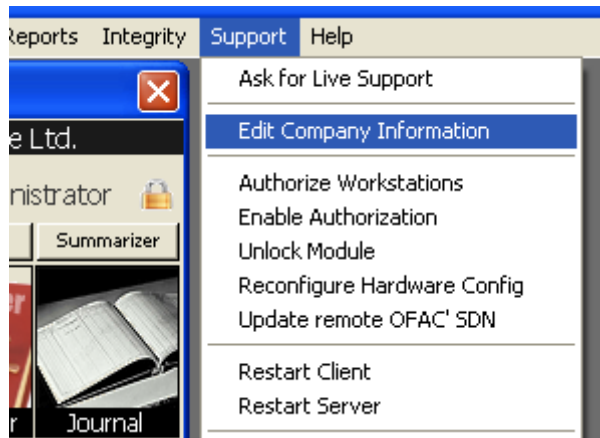 Reports Integrity Support Help
Ask for Live Support
Edit Company Information
e Ltd.
Authorize Workstations
nistrator
Enable Authorization
Summarizer
Unlock Module
Reconfigure Hardware Config
Update remote OFAC' SDN
Restart Client
Restart Server
Journal